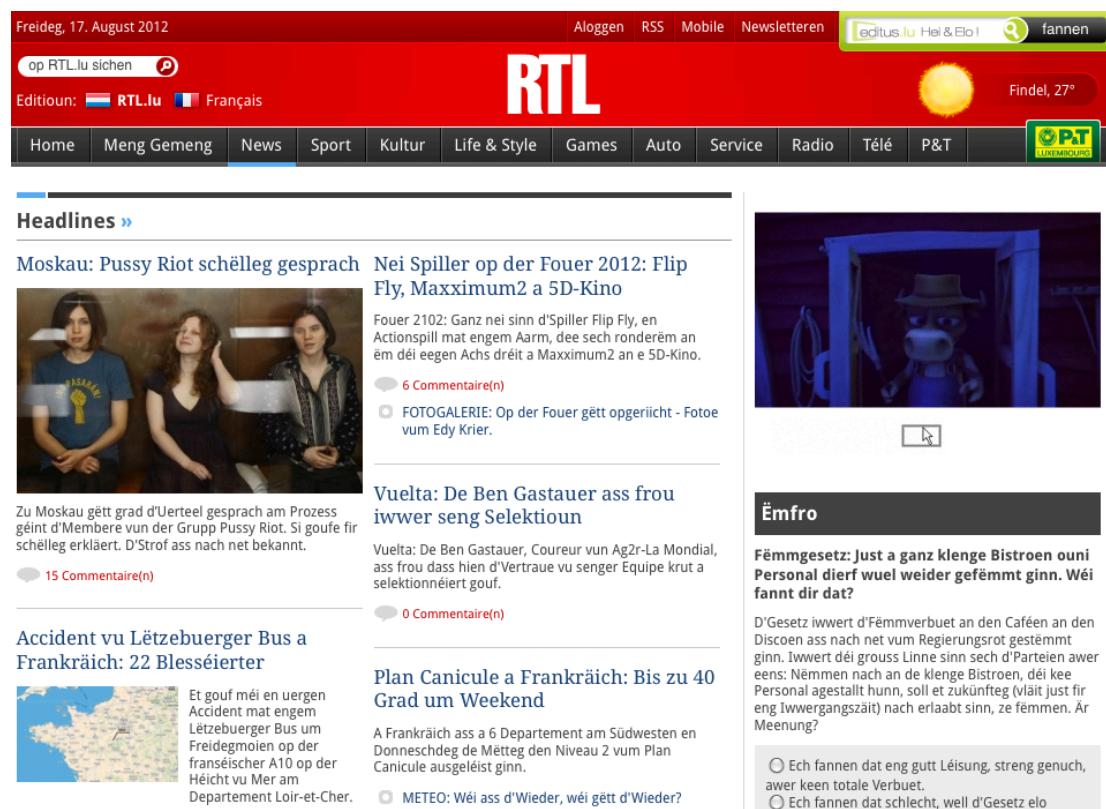 Freideg, 17. August 2012
Aloggen RSS Mobile Newsletteren
editus.lu Hei & Elo ! fannen
op RTL.lu sichen
RTL
Editioun: RTL.lu Français
Findel, 27°
Home Meng Gemeng News Sport Kultur Life & Style Games Auto Service Radio Télé P&T
P&T
LUXEMBOURG
Headlines »
Moskau: Pussy Riot schëlleg gesprach
Zu Moskau gëtt grad d'Uerteel gesprach am Prozess
géint d'Membere vun der Grupp Pussy Riot. Si goufe fir
schëlleg erkläert. D'Strof ass nach net bekannt.
15 Commentaire(n)
Accident vu Lëtzebuerger Bus a
Frankräich: 22 Blesséierter
Et gouf méi en uergen
Accident mat engem
Lëtzebuerger Bus um
Freidegmoien op der
franséischer A10 op der
Héicht vu Mer am
Departement Loir-et-Cher.
Nei Spiller op der Fouer 2012: Flip
Fly, Maxximum2 a 5D-Kino
Fouer 2102: Ganz nei sinn d'Spiller Flip Fly, en
Actionspill mat engem Aarm, dee sech ronderëm an
ëm déi eegen Achs dréit a Maxximum2 an e 5D-Kino.
6 Commentaire(n)
FOTOGALERIE: Op der Fouer gëtt opgeriicht - Fotoe
vum Edy Krier.
Vuelta: De Ben Gastauer ass frou
iwwer seng Selektioun
Vuelta: De Ben Gastauer, Coureur vun Ag2r-La Mondial,
ass frou dass hien d'Vertraue vu senger Equipe krut a
selektionnéiert gouf.
0 Commentaire(n)
Plan Canicule a Frankräich: Bis zu 40
Grad um Weekend
A Frankräich ass a 6 Departement am Südwesten en
Donneschdeg de Mëtteg den Niveau 2 vum Plan
Canicule ausgeléist ginn.
METEO: Wéi ass d'Wieder, wéi gëtt d'Wieder?
Ëmfro
Fëmmgesetz: Just a ganz klenge Bistroen ouni
Personal dierf wuel weider gefëmmt ginn. Wéi
fannt dir dat?
D'Gesetz iwwert d'Fëmmverbuet an den Caféen an den
Discoen ass nach net vum Regierungsrot gestëmmt
ginn. Iwwert déi grouss Linne sinn sech d'Parteien awer
eens: Nëmmen nach an de klenge Bistroen, déi kee
Personal agestallt hunn, soll et zukünfteg (vläit just fir
eng Iwwergangszäit) nach erlaabt sinn, ze fëmmen. Är
Meenung?
Ech fannen dat eng gutt Léisung, streng genuch,
awer keen totale Verbuet.
Ech fannen dat schlecht, well d'Gesetz elo